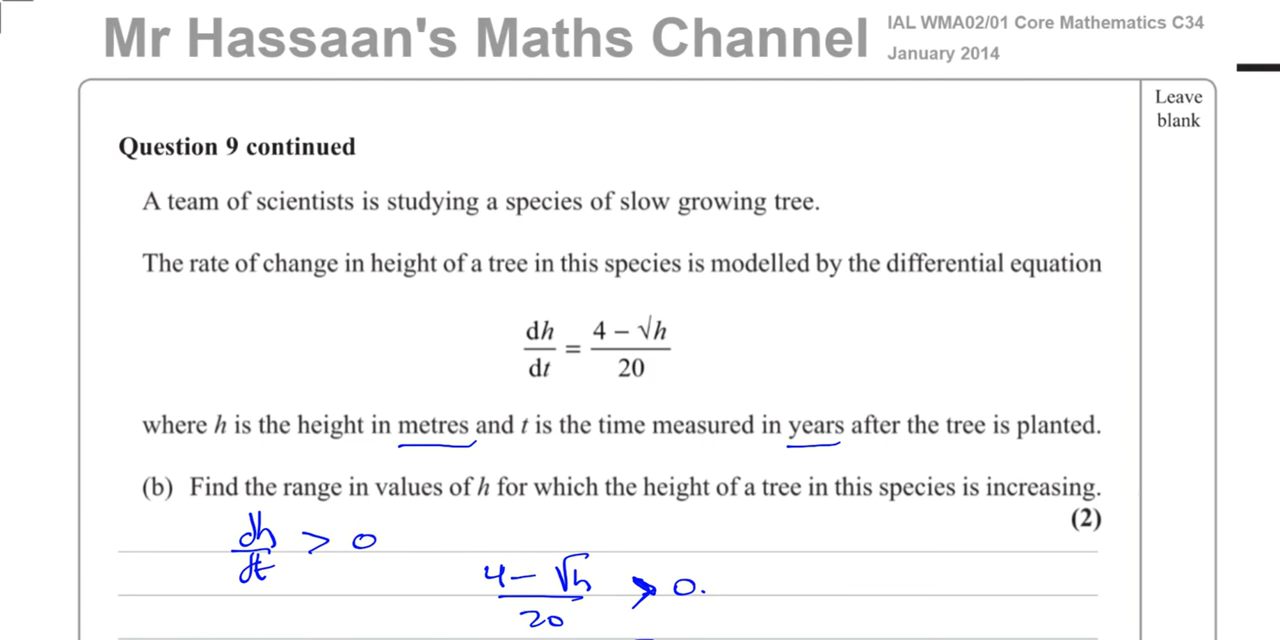 Mr Hassaan's Maths Channel
IAL WMA02/01 Core Mathematics C34
January 2014
Leave
blank
Question 9 continued
A team of scientists is studying a species of slow growing tree.
The rate of change in height of a tree in this species is modelled by the differential equation
dh/dt = (4 − √h)/20
where h is the height in metres and t is the time measured in years after the tree is planted.
(b) Find the range in values of h for which the height of a tree in this species is increasing.
(2)
dh/dt > 0
(4 − √h)/20 > 0.